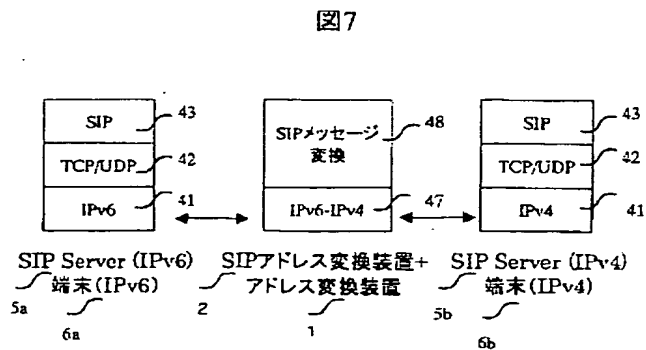 図7
SIP 43
TCP/UDP 42
IPv6 41
SIPメッセージ 48
変換
IPv6-IPv4 47
SIP 43
TCP/UDP 42
IPv4 41
SIP Server (IPv6)
端末(IPv6)
5a
6a
SIPアドレス変換装置+
アドレス変換装置
2
1
SIP Server (IPv4)
端末(IPv4)
5b
6b